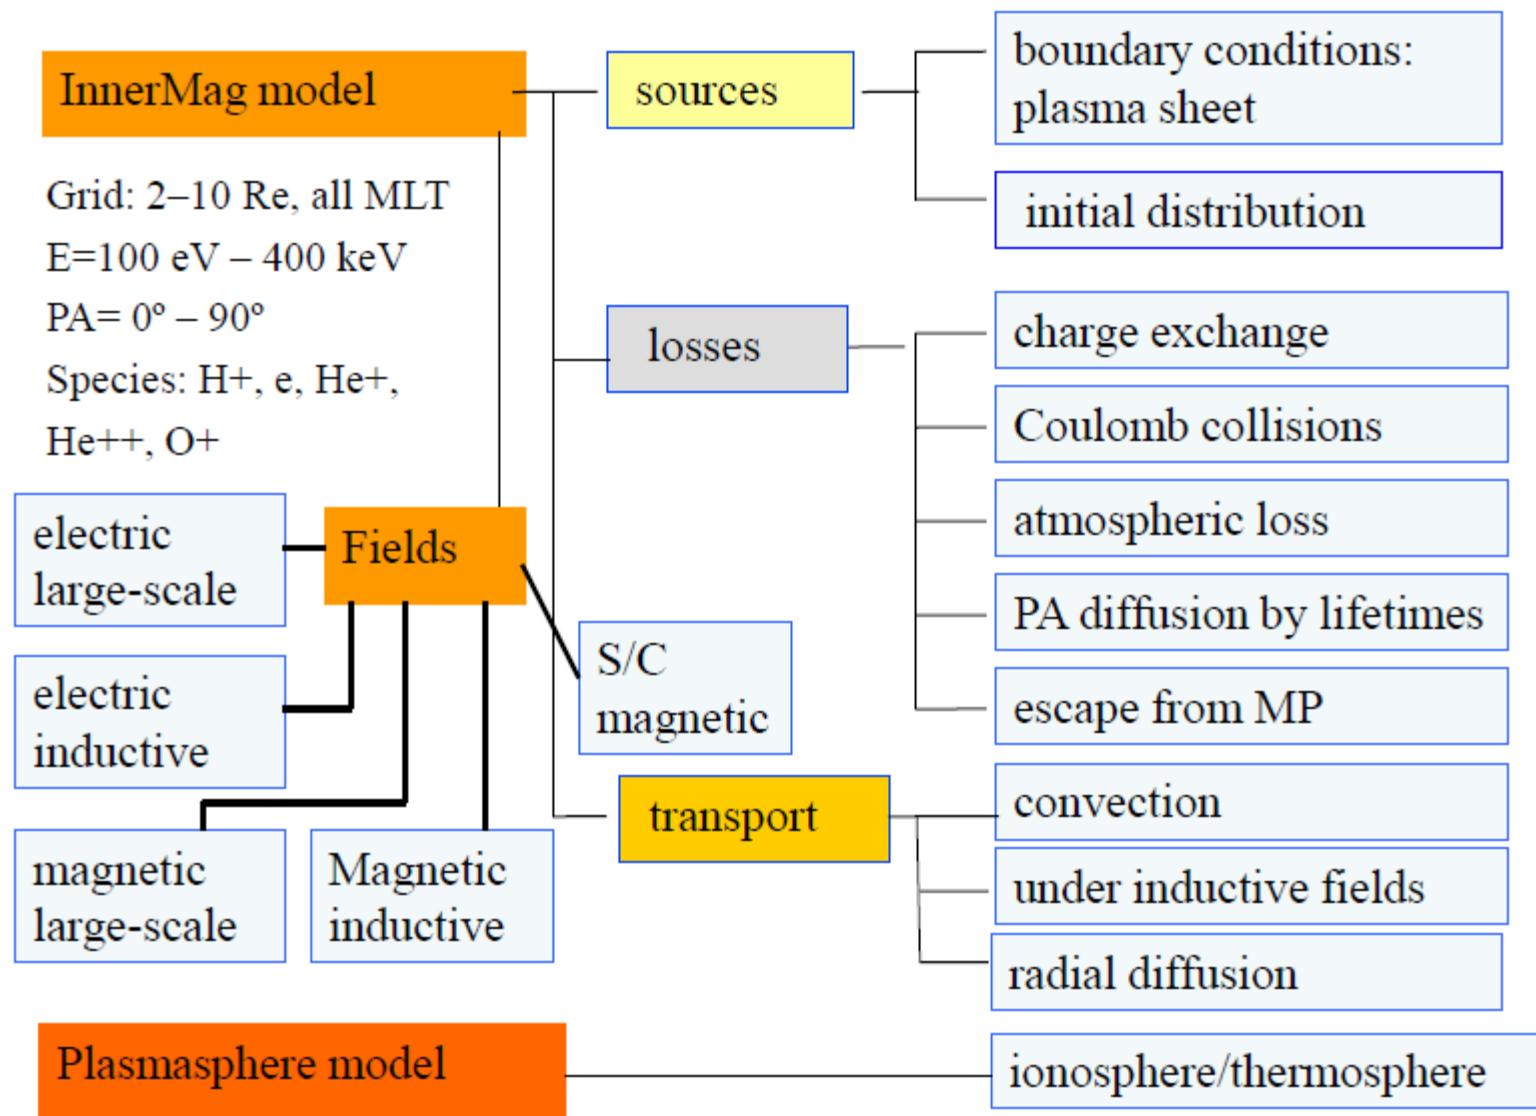 InnerMag model
Grid: 2–10 Re, all MLT
E=100 eV – 400 keV
PA= 0º – 90º
Species: H+, e, He+,
He++, O+
sources
boundary conditions:
plasma sheet
initial distribution
losses
charge exchange
Coulomb collisions
atmospheric loss
PA diffusion by lifetimes
escape from MP
Fields
electric
large-scale
electric
inductive
magnetic
large-scale
Magnetic
inductive
S/C
magnetic
transport
convection
under inductive fields
radial diffusion
Plasmasphere model
ionosphere/thermosphere